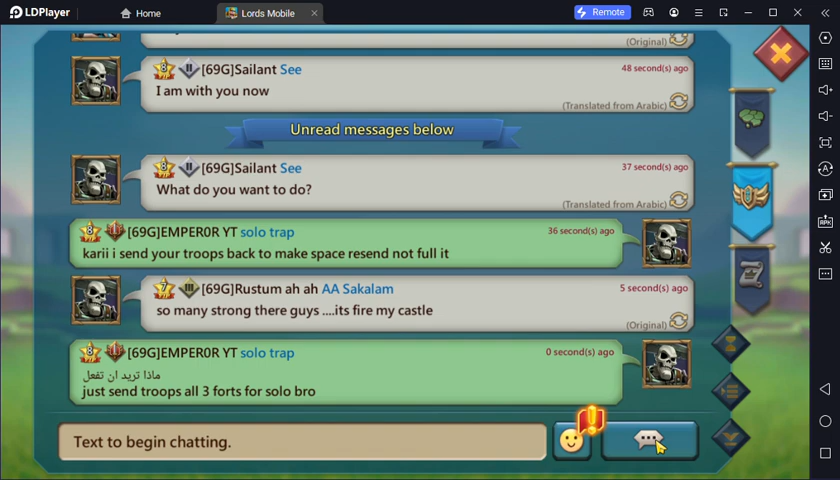 LDPlayer
Home
Lords Mobile
Remote
(Original)
[69G]Sailant See
48 second(s) ago
I am with you now
(Translated from Arabic)
Unread messages below
[69G]Sailant See
37 second(s) ago
What do you want to do?
(Translated from Arabic)
[69G]EMPER0R YT solo trap
36 second(s) ago
karii i send your troops back to make space resend not full it
[69G]Rustum ah ah AA Sakalam
5 second(s) ago
so many strong there guys ....its fire my castle
(Original)
[69G]EMPER0R YT solo trap
0 second(s) ago
ماذا تريد ان تفعل
just send troops all 3 forts for solo bro
Text to begin chatting.